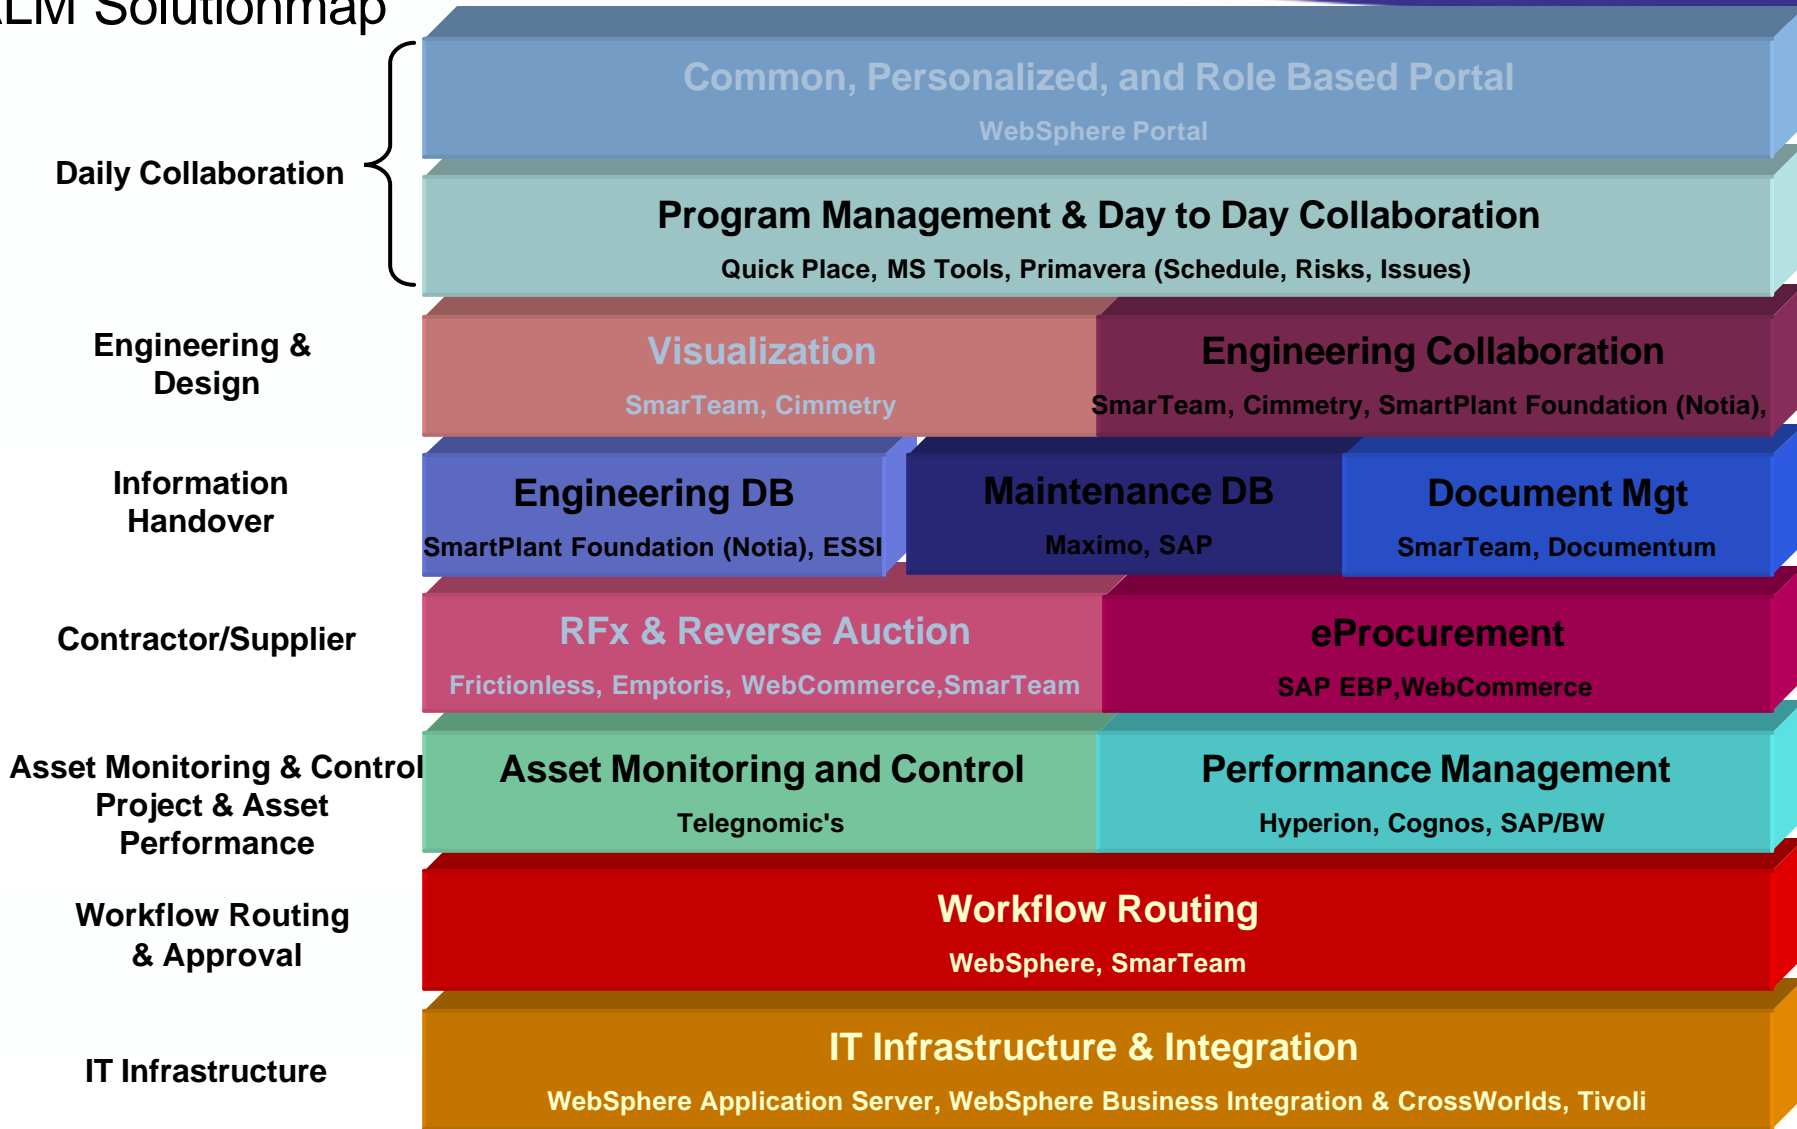 ALM Solutionmap
Common, Personalized, and Role Based Portal
WebSphere Portal
Daily Collaboration
Program Management & Day to Day Collaboration
Quick Place, MS Tools, Primavera (Schedule, Risks, Issues)
Engineering &
Design
Visualization
SmarTeam, Cimmetry
Engineering Collaboration
SmarTeam, Cimmetry, SmartPlant Foundation (Notia),
Information
Handover
Engineering DB
SmartPlant Foundation (Notia), ESSI
Maintenance DB
Maximo, SAP
Document Mgt
SmarTeam, Documentum
Contractor/Supplier
RFx & Reverse Auction
Frictionless, Emptoris, WebCommerce,SmarTeam
eProcurement
SAP EBP,WebCommerce
Asset Monitoring & Control
Project & Asset
Performance
Asset Monitoring and Control
Telegnomic's
Performance Management
Hyperion, Cognos, SAP/BW
Workflow Routing
& Approval
Workflow Routing
WebSphere, SmarTeam
IT Infrastructure
IT Infrastructure & Integration
WebSphere Application Server, WebSphere Business Integration & CrossWorlds, Tivoli